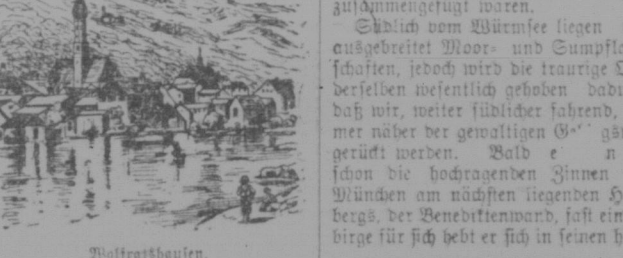 zusammengefügt waren.
Südlich vom Würmsee liegen
ausgebreitet Moor- und Sumpfla
schaften, jedoch wird die traurige
derselben wesentlich gehoben dadu
daß wir, weiter südlicher fahrend,
mer näher der gewaltigen
gerückt werden. Bald
schon die hochragenden Zinnen
München am nächsten liegenden H
bergs, der Benediktenwand, fast ein
birge für sich hebt er sich in seinen h
Wolfratshausen.